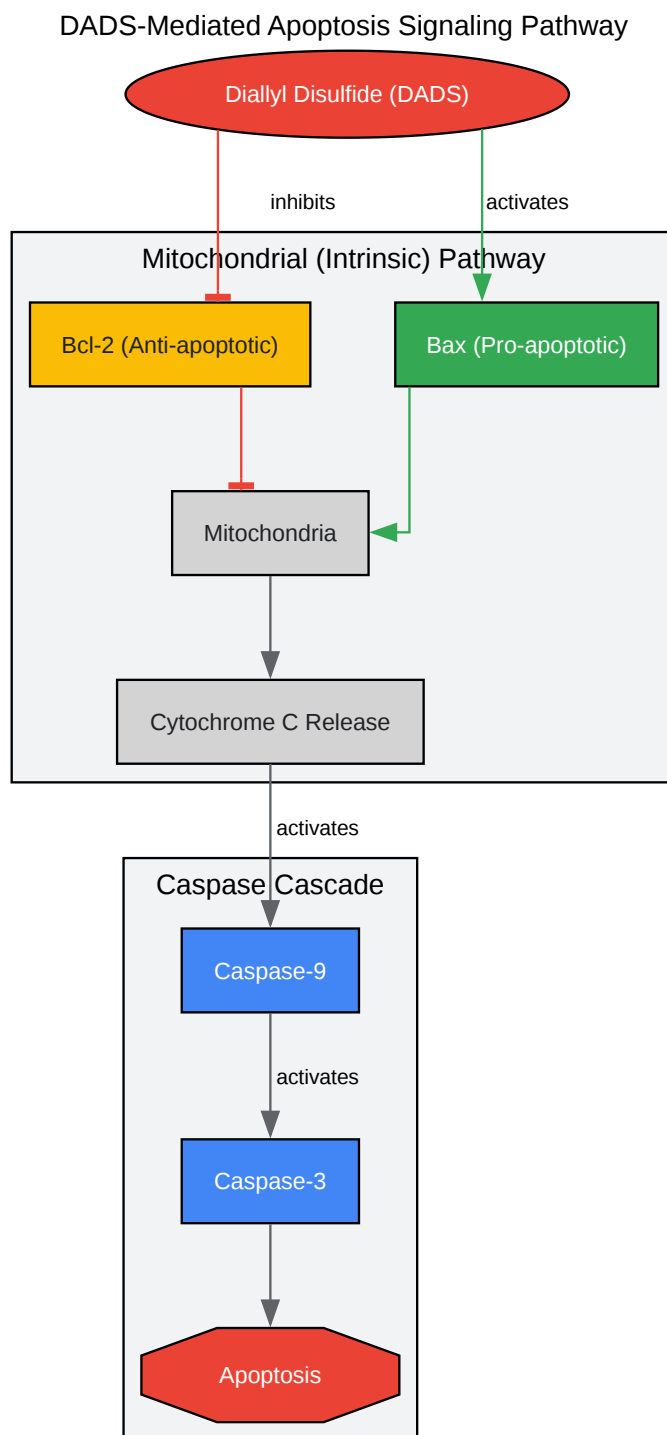 DADS-Mediated Apoptosis Signaling Pathway
Diallyl Disulfide (DADS)
inhibits
activates
Mitochondrial (Intrinsic) Pathway
Bcl-2 (Anti-apoptotic)
Bax (Pro-apoptotic)
Mitochondria
Cytochrome C Release
activates
Caspase Cascade
Caspase-9
activates
Caspase-3
Apoptosis